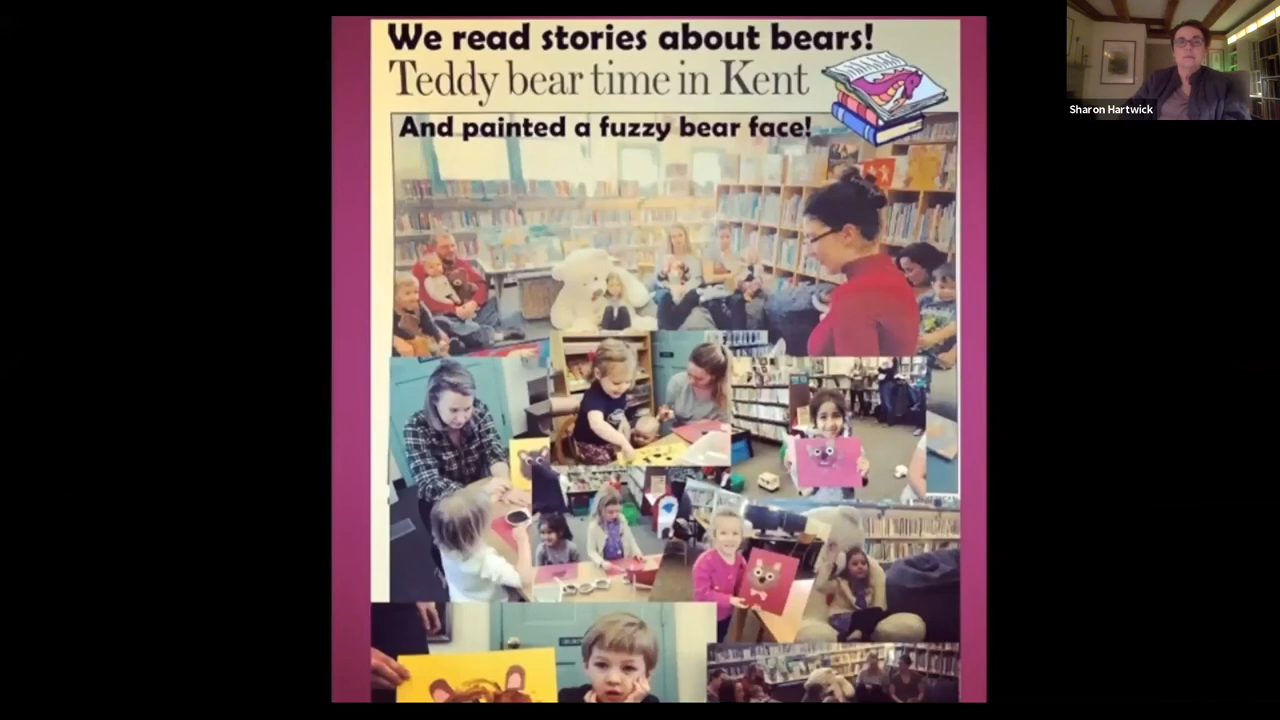 We read stories about bears!
Teddy bear time in Kent
And painted a fuzzy bear face!
Sharon Hartwick